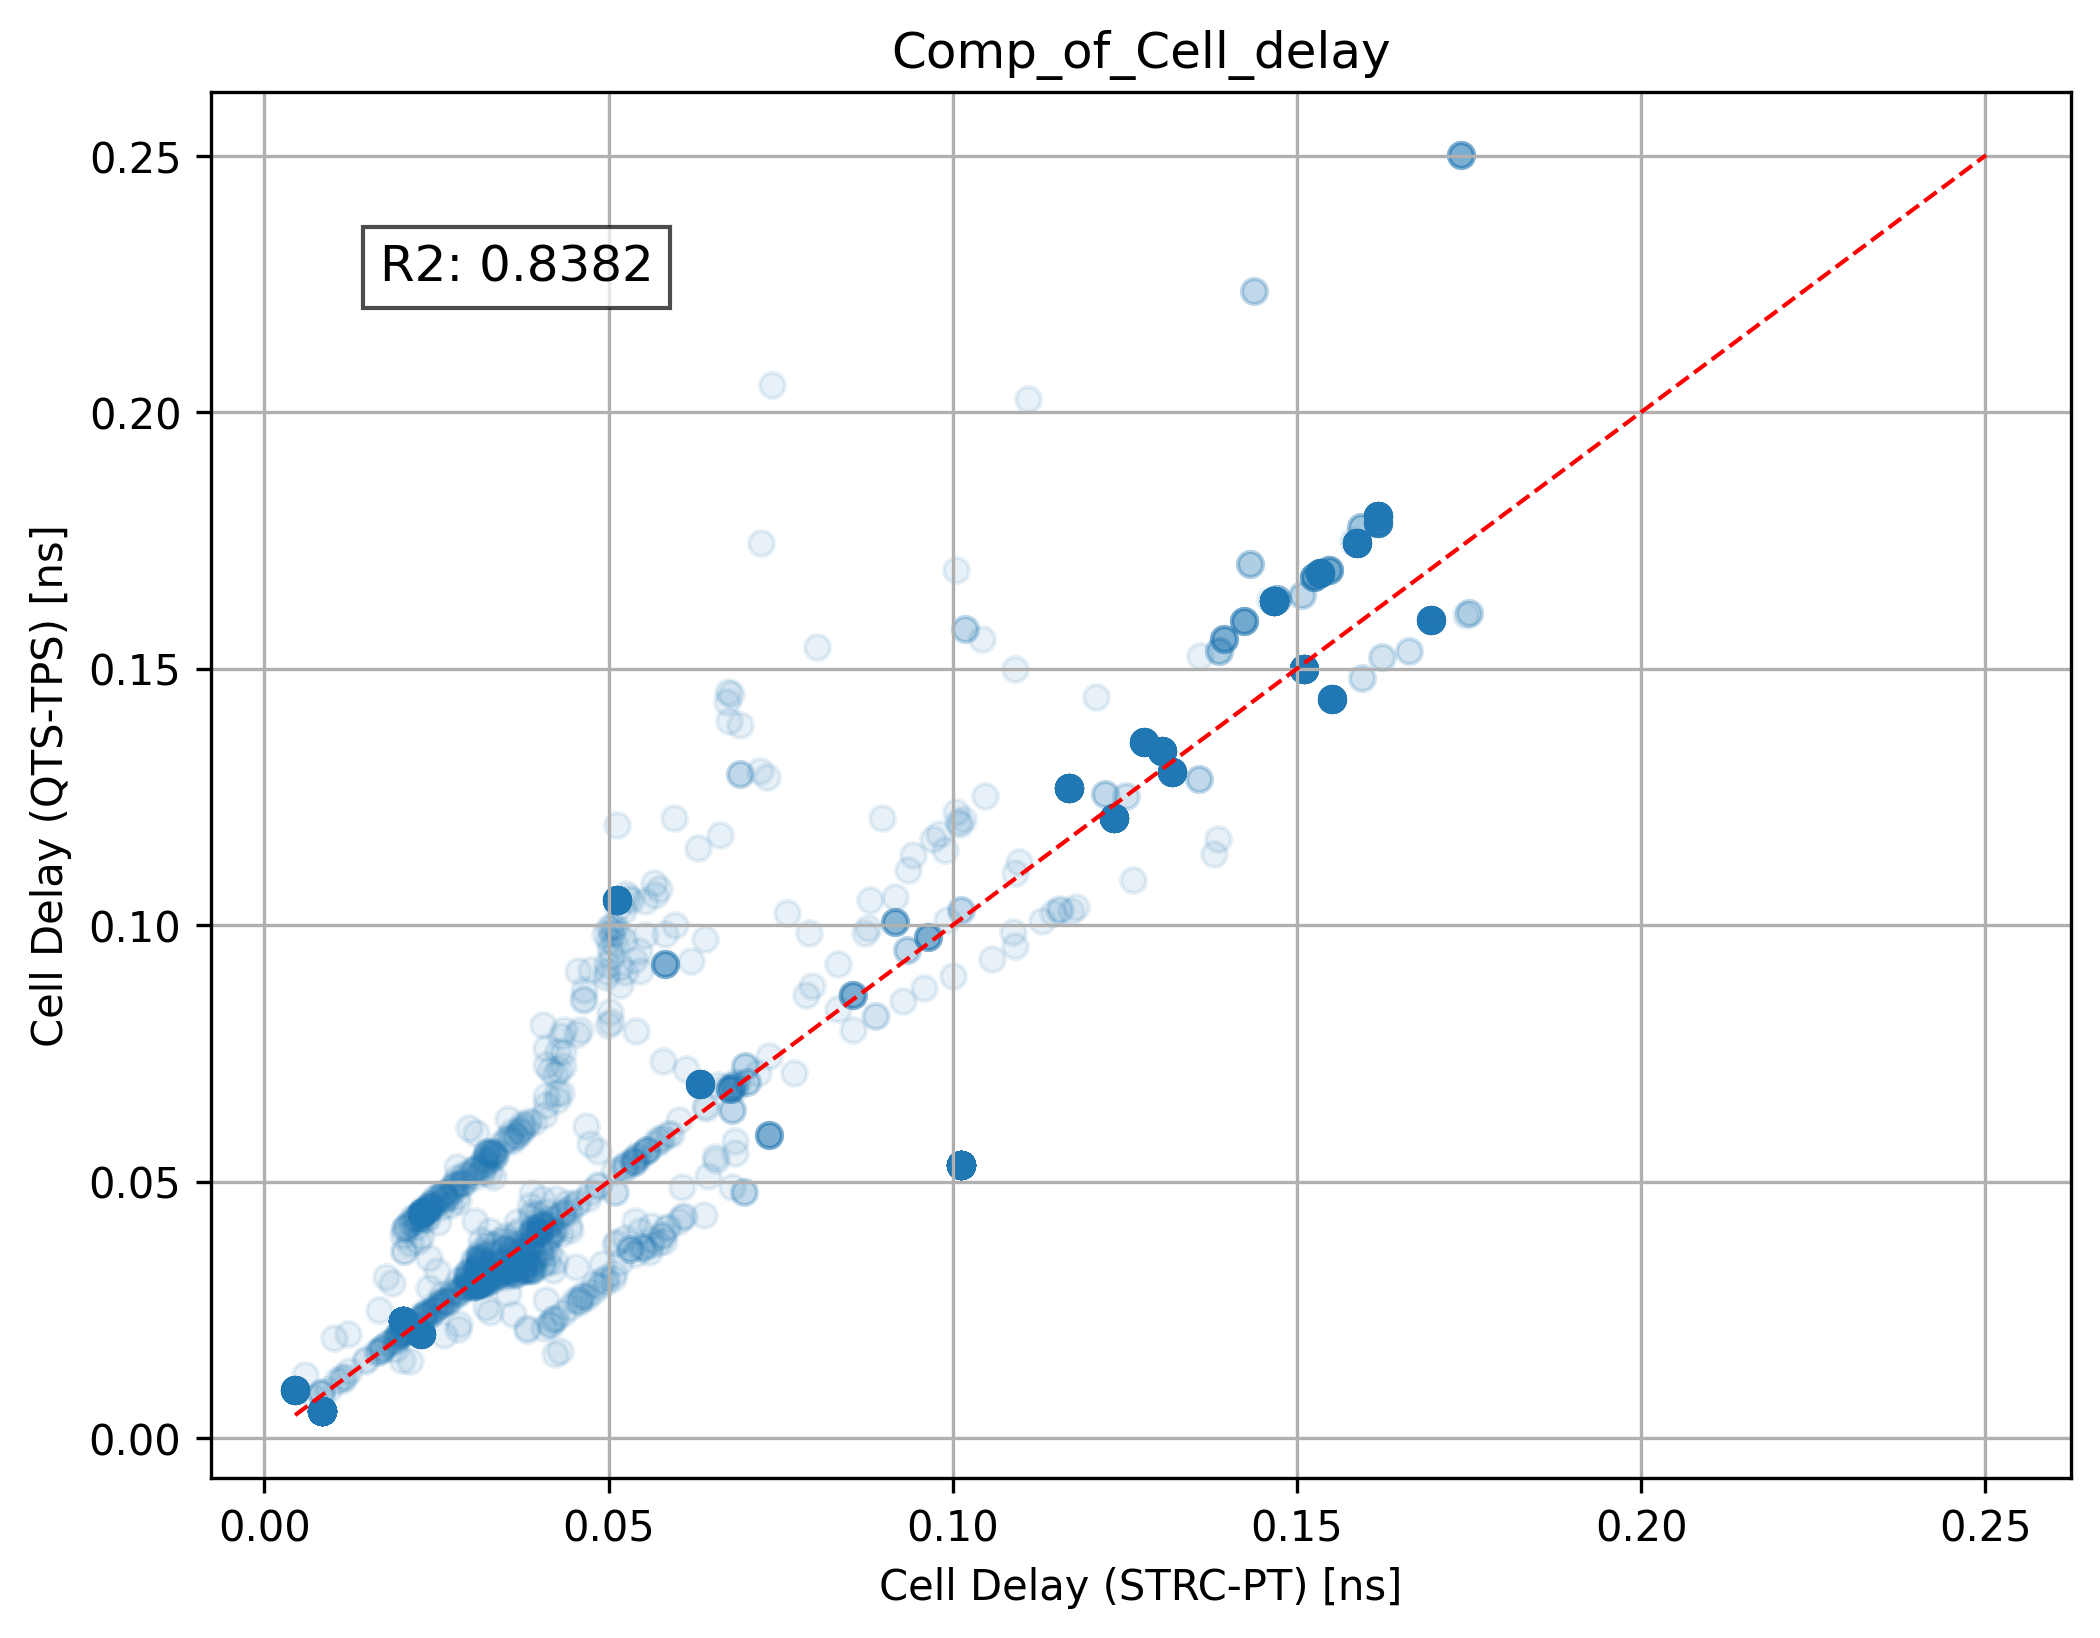 Comp_of_Cell_delay
R2: 0.8382
Cell Delay (QTS-TPS) [ns]
0.25
0.20
0.15
0.10
0.05
0.00
0.00 0.05 0.10 0.15 0.20 0.25
Cell Delay (STRC-PT) [ns]